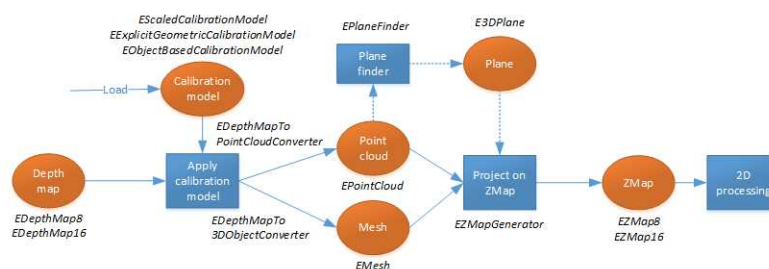 EScaledCalibrationModel
EExplicitGeometricCalibrationModel
EObjectBasedCalibrationModel
EPlaneFinder
E3DPlane
Plane
finder
Plane
Load
Calibration
model
EDepthMapTo
PointCloudConverter
Depth
map
EDepthMap8
EDepthMap16
Apply
calibration
model
Point
cloud
EPointCloud
EDepthMapTo
3DObjectConverter
Mesh
EMesh
Project on
ZMap
EZMapGenerator
ZMap
EZMap8
EZMap16
2D
processing